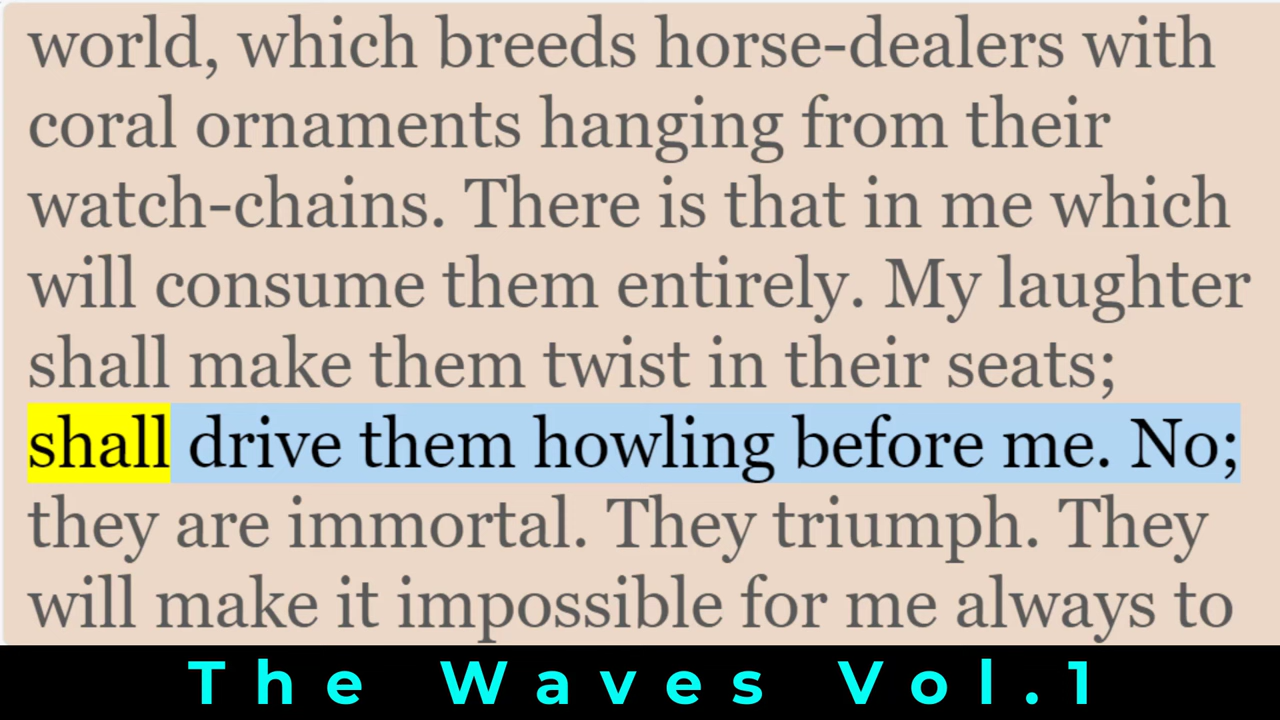 world, which breeds horse-dealers with
coral ornaments hanging from their
watch-chains. There is that in me which
will consume them entirely. My laughter
shall make them twist in their seats;
shall drive them howling before me. No;
they are immortal. They triumph. They
will make it impossible for me always to
The Waves Vol.1